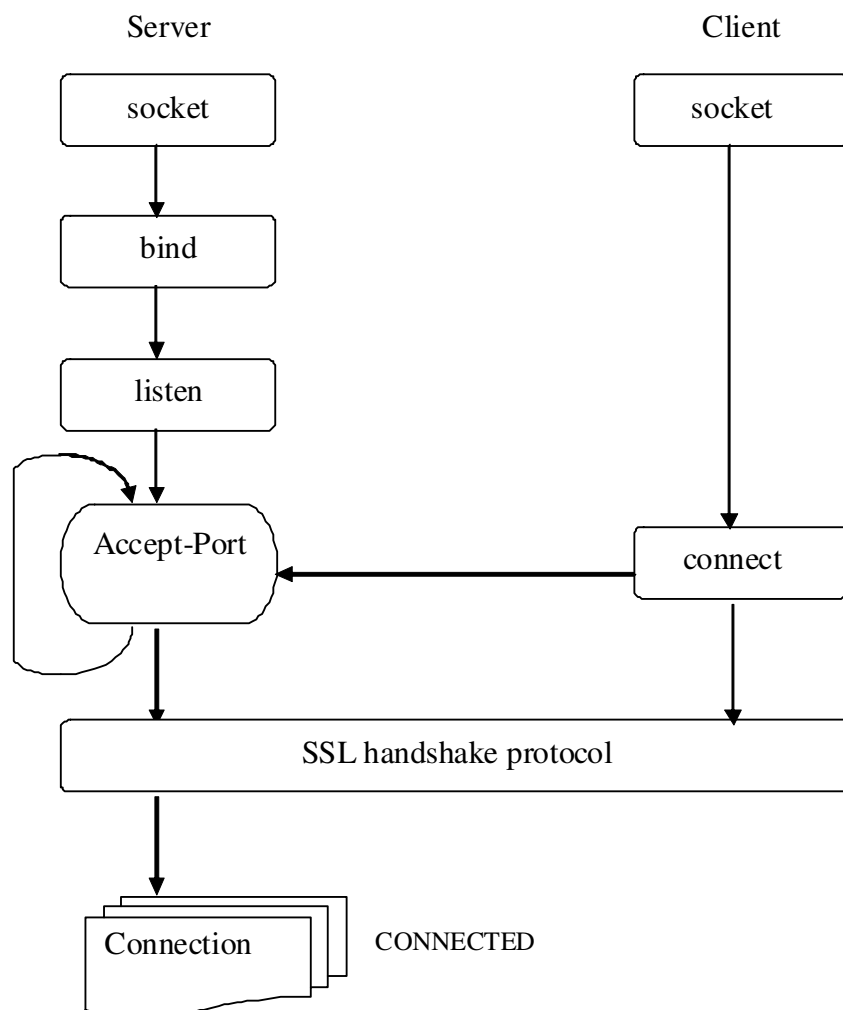 Server
Client
socket
socket
bind
listen
Accept-Port
connect
SSL handshake protocol
Connection
CONNECTED